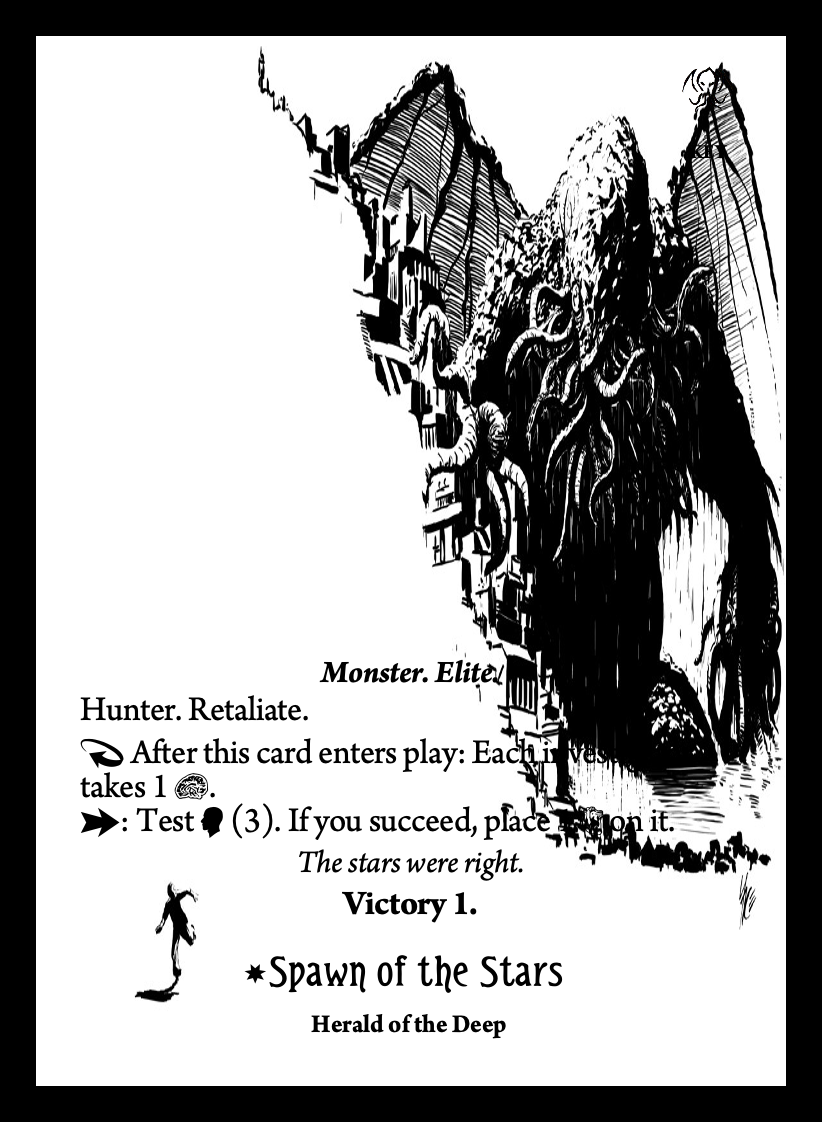 Monster. Elite.
Hunter. Retaliate.
After this card enters play: Each
takes 1 .
: Test (3). If you succeed, place on it.
The stars were right.
Victory 1.
Spawn of the Stars
Herald of the Deep